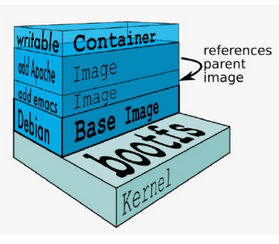 writable Container
add Apache Image
add emacs Image
Debian Base Image
references
parent
image
bootfs
Kernel